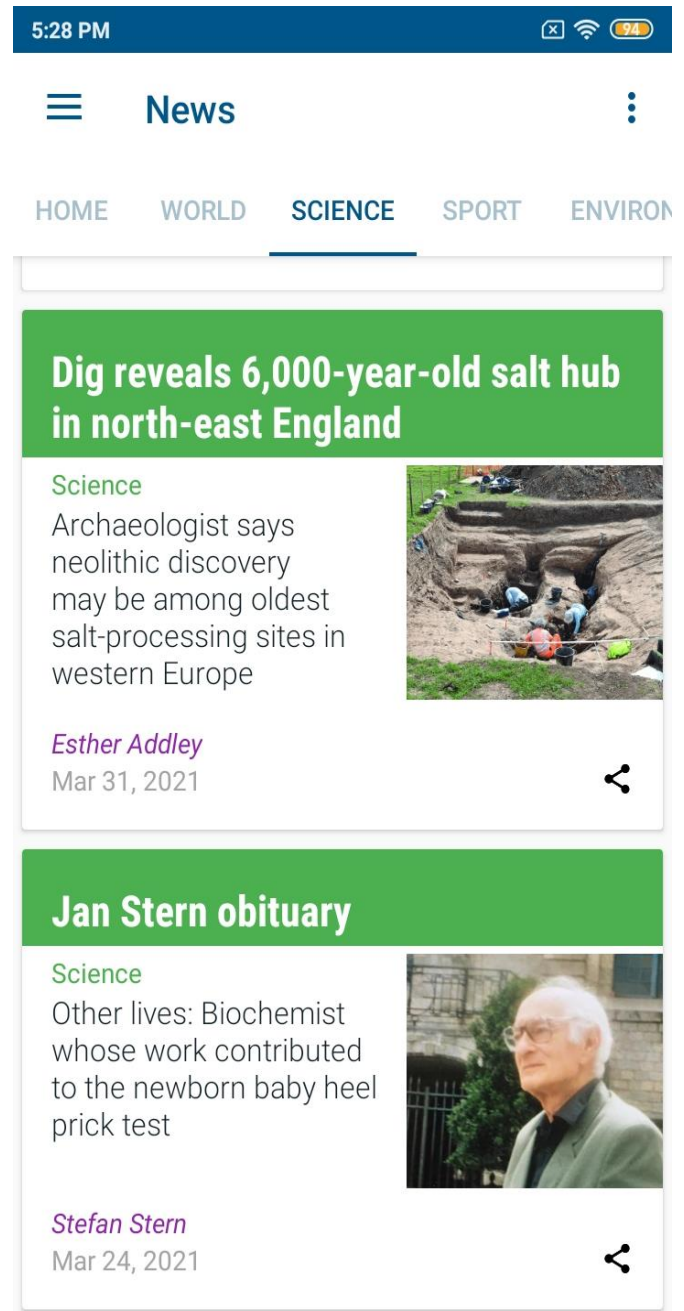 5:28 PM
94
News
HOME WORLD SCIENCE SPORT ENVIRON
Dig reveals 6,000-year-old salt hub
in north-east England
Science
Archaeologist says
neolithic discovery
may be among oldest
salt-processing sites in
western Europe
Esther Addley
Mar 31, 2021
Jan Stern obituary
Science
Other lives: Biochemist
whose work contributed
to the newborn baby heel
prick test
Stefan Stern
Mar 24, 2021